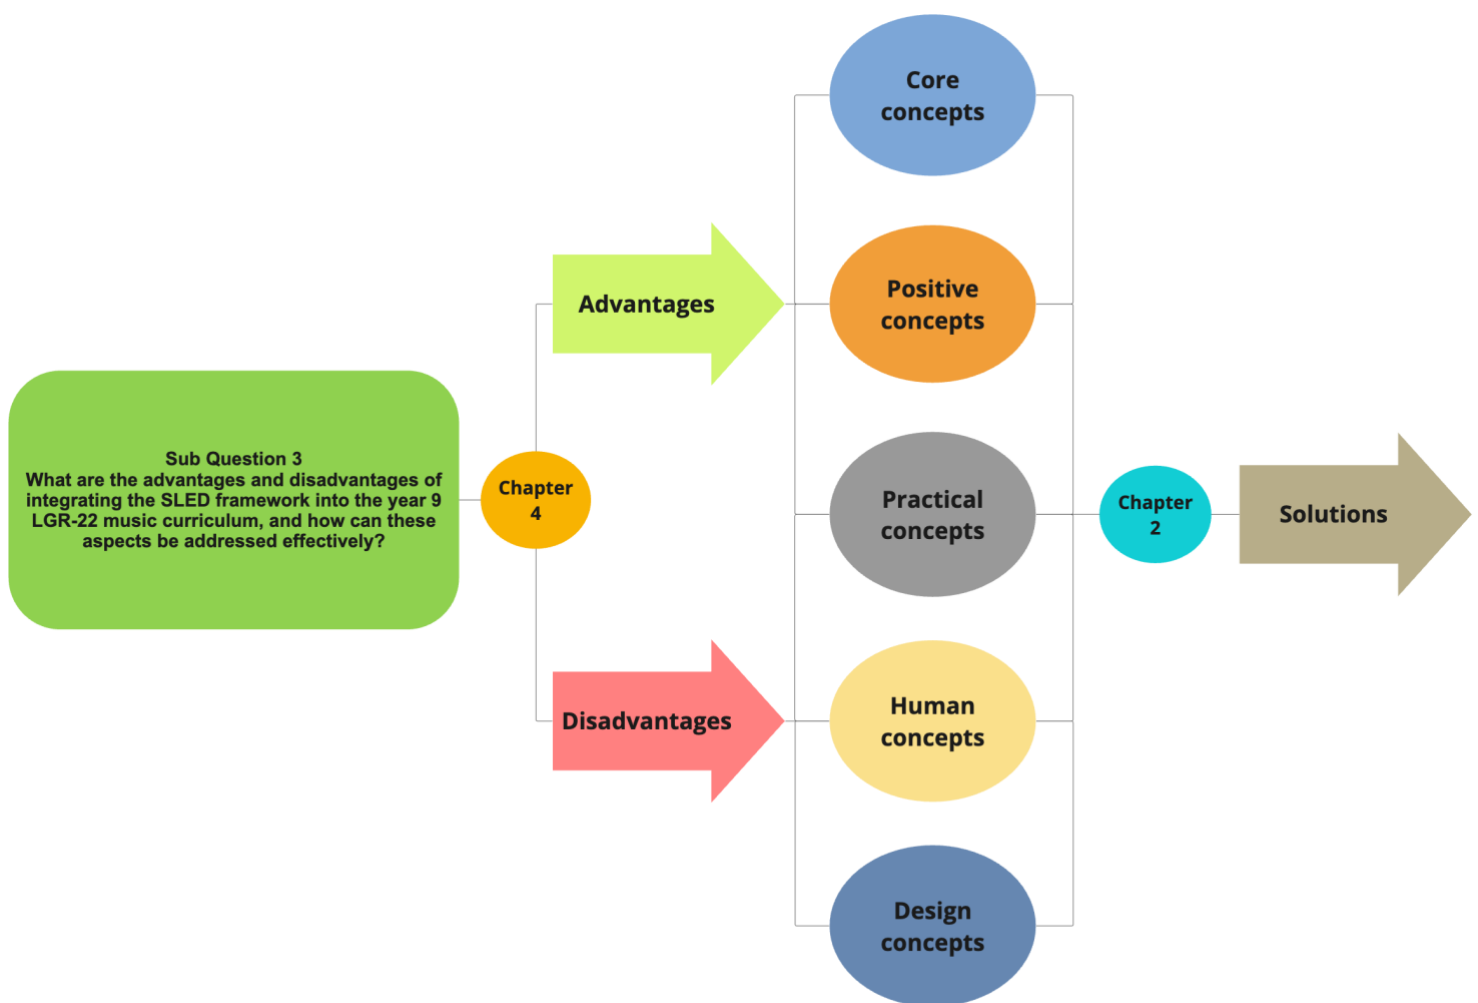 Sub Question 3
What are the advantages and disadvantages of
integrating the SLED framework into the year 9
LGR-22 music curriculum, and how can these
aspects be addressed effectively?
Chapter
4
Advantages
Disadvantages
Core
concepts
Positive
concepts
Practical
concepts
Human
concepts
Design
concepts
Chapter
2
Solutions